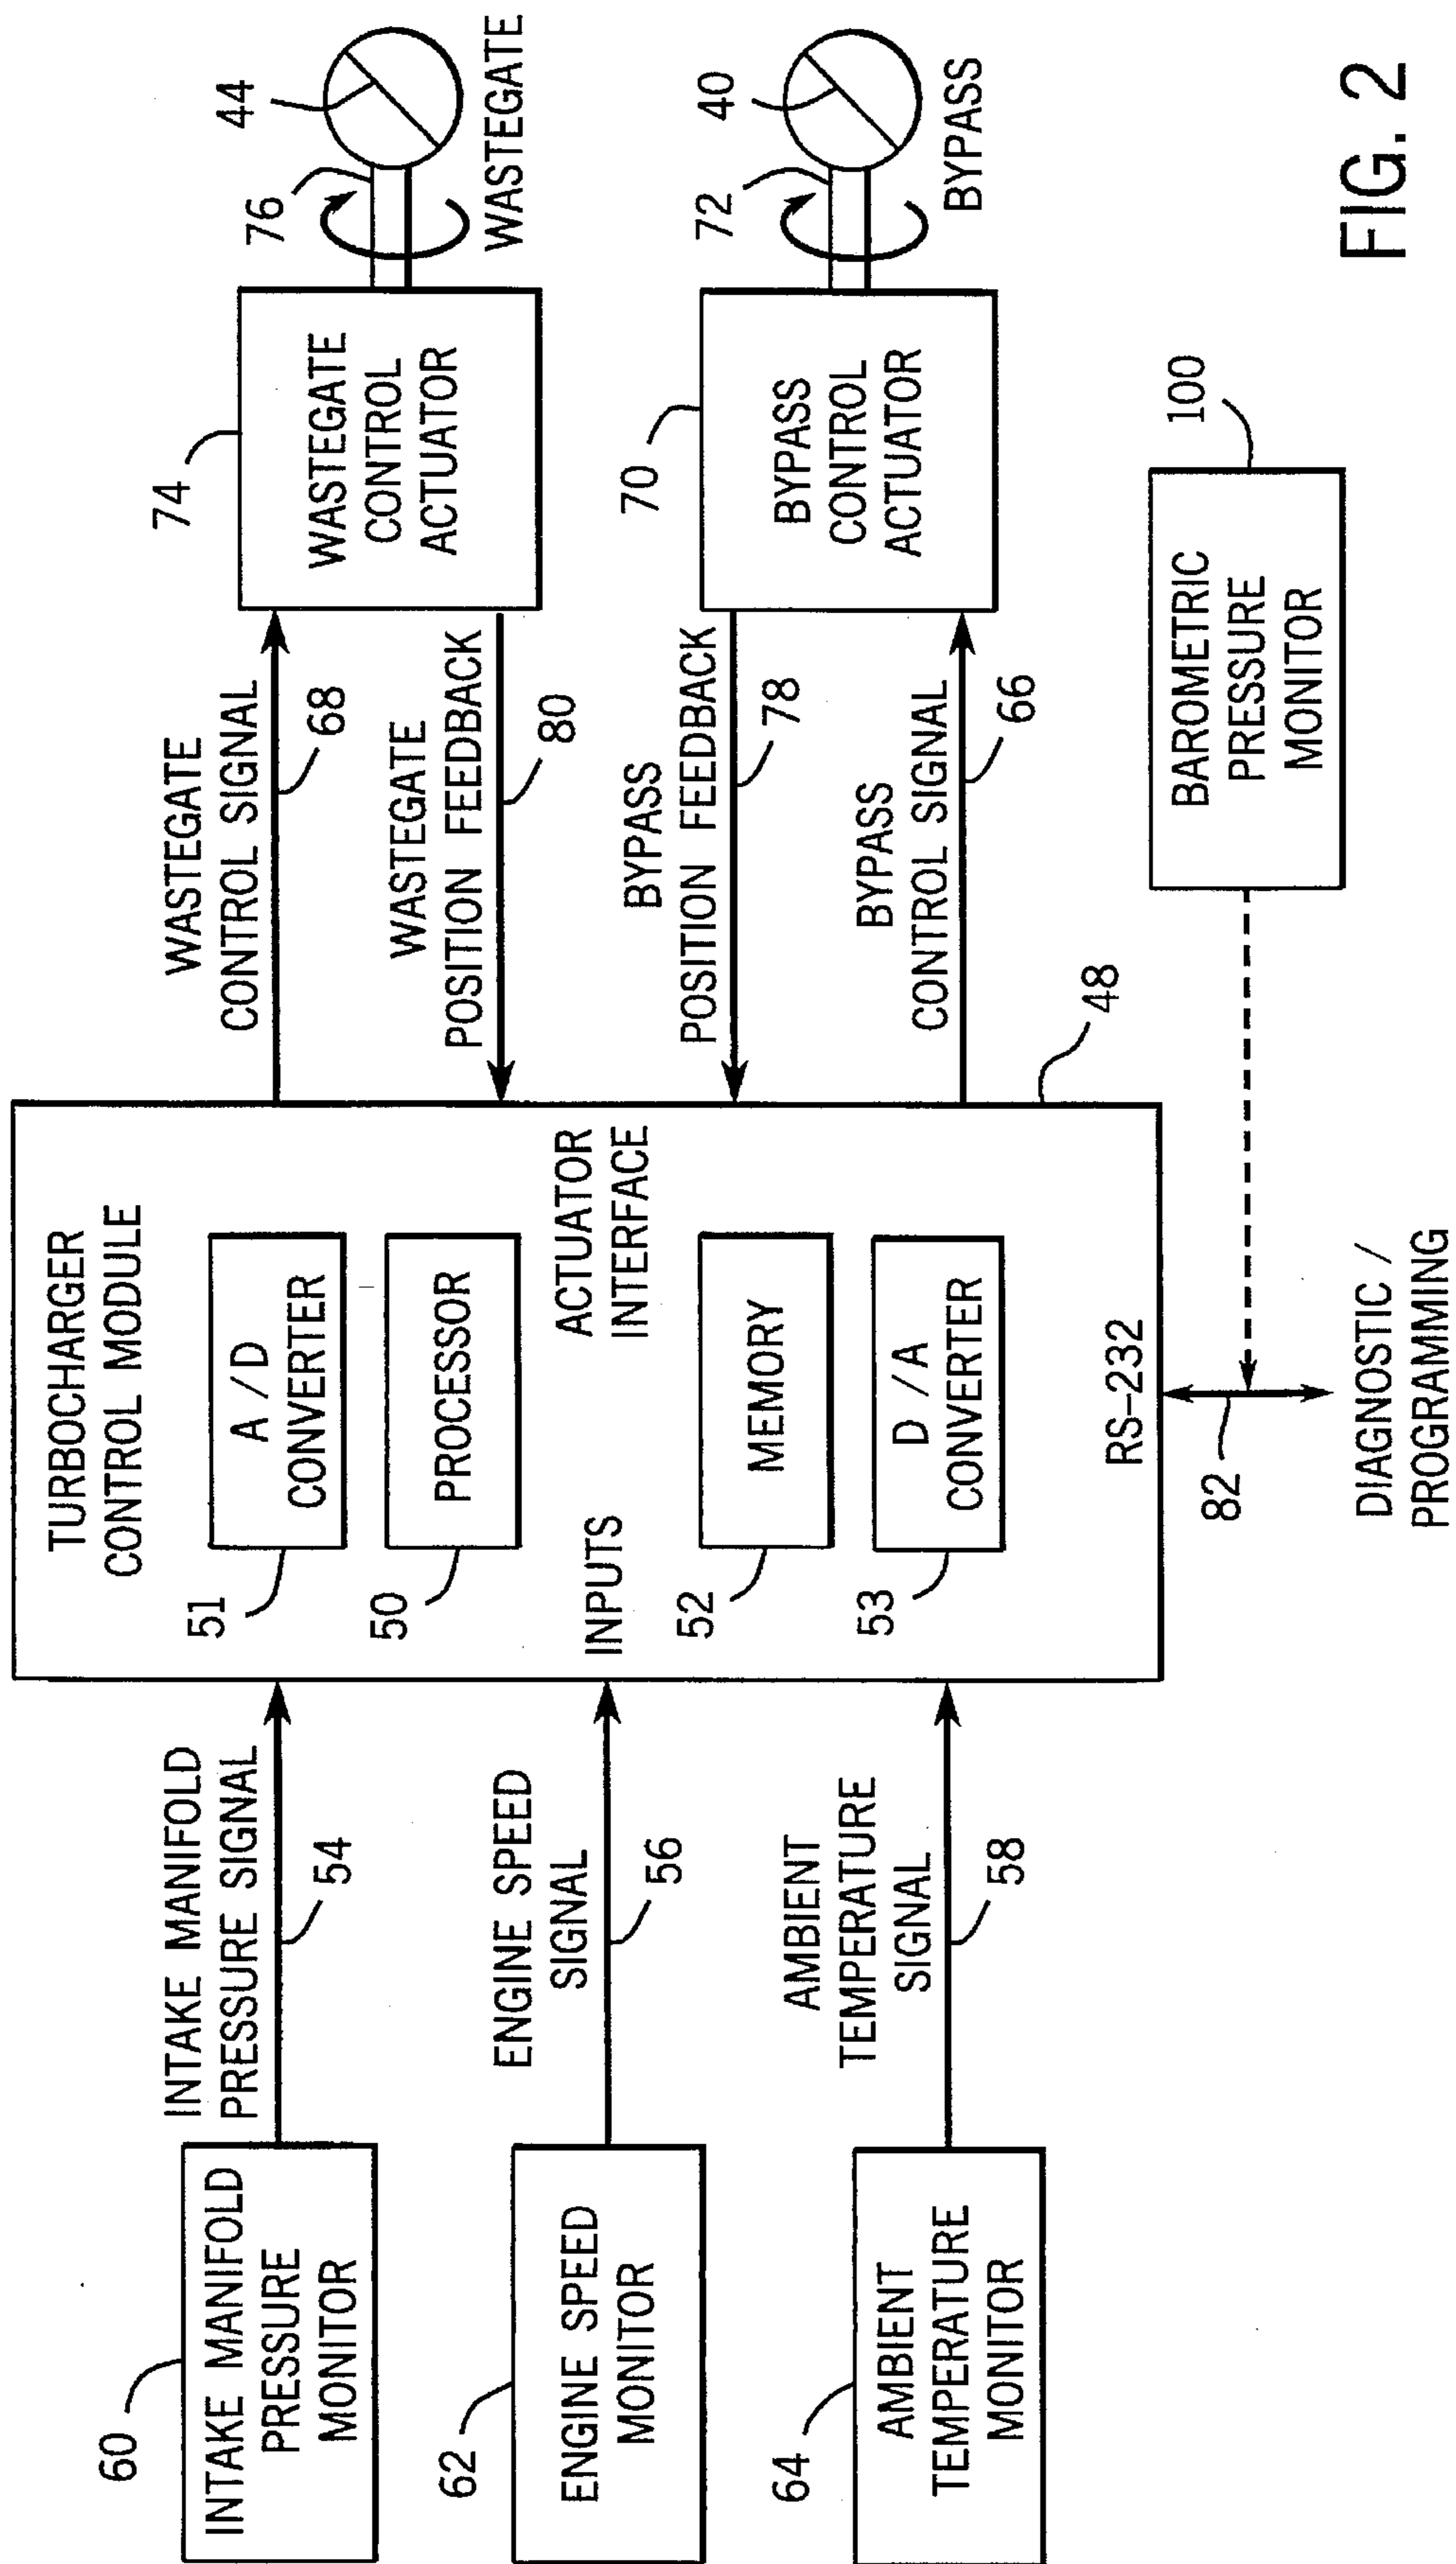 60
INTAKE MANIFOLD
PRESSURE
MONITOR
INTAKE MANIFOLD
PRESSURE SIGNAL
54
62
ENGINE SPEED
MONITOR
ENGINE SPEED
SIGNAL
56
64
AMBIENT
TEMPERATURE
MONITOR
AMBIENT
TEMPERATURE
SIGNAL
58
TURBOCHARGER
CONTROL MODULE
51
A / D
CONVERTER
50
PROCESSOR
INPUTS
ACTUATOR
INTERFACE
52
MEMORY
53
D / A
CONVERTER
RS-232
48
82
DIAGNOSTIC /
PROGRAMMING
WASTEGATE
CONTROL SIGNAL
68
WASTEGATE
POSITION FEEDBACK
80
BYPASS
POSITION FEEDBACK
78
BYPASS
CONTROL SIGNAL
66
74
WASTEGATE
CONTROL
ACTUATOR
76
44
WASTEGATE
70
BYPASS
CONTROL
ACTUATOR
72
40
BYPASS
100
BAROMETRIC
PRESSURE
MONITOR
FIG. 2